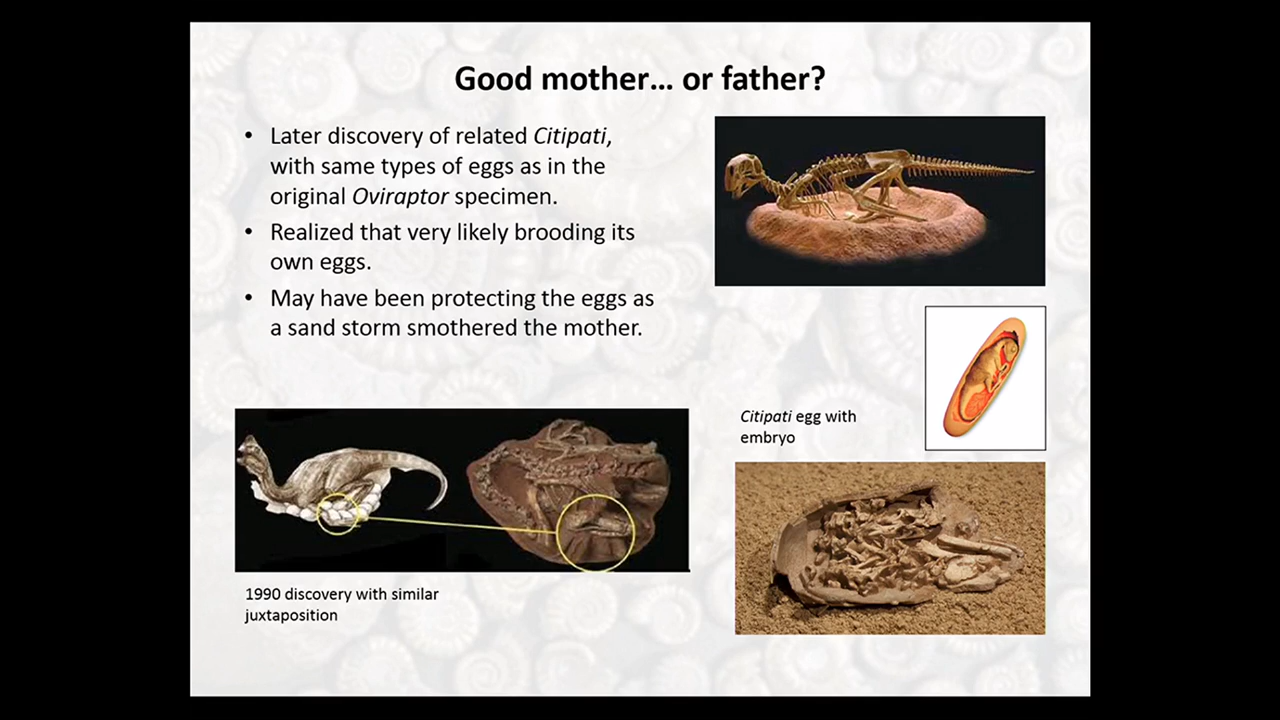 Good mother... or father?
• Later discovery of related Citipati,
with same types of eggs as in the
original Oviraptor specimen.
• Realized that very likely brooding its
own eggs.
• May have been protecting the eggs as
a sand storm smothered the mother.
Citipati egg with
embryo
1990 discovery with similar
juxtaposition